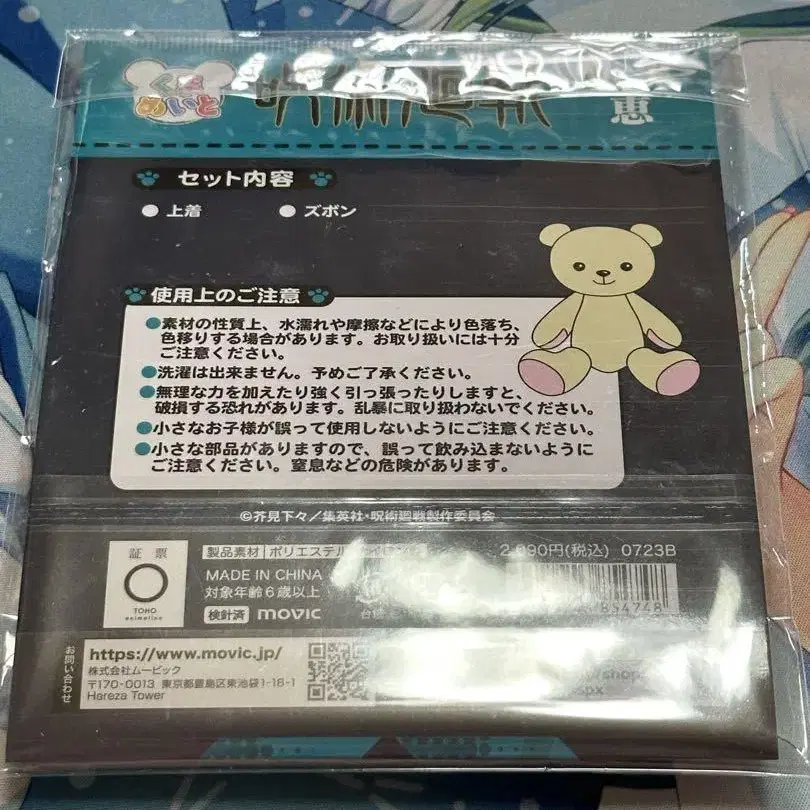 くま
めいと
呪術廻戦
恵
セット内容
●上着 ●ズボン
使用上のご注意
●素材の性質上、水濡れや摩擦などにより色落ち、
色移りする場合があります。お取り扱いには十分
ご注意ください。
●洗濯は出来ません。予めご了承ください。
●無理な力を加えたり強く引っ張ったりしますと、
破損する恐れがあります。乱暴に取り扱わないでください。
●小さなお子様が誤って使用しないようにご注意ください。
●小さな部品がありますので、誤って飲み込まないように
ご注意ください。窒息などの危険があります。
©芥見下々/集英社・呪術廻戦製作委員会
証票
TOHO
animation
製品素材 ポリエステル
2,090円(税込) 0723B
MADE IN CHINA
対象年齢6歳以上
検針済 movic
854748
お問い合わせ
https://www.movic.jp/
株式会社ムービック
〒170-0013 東京都豊島区東池袋1-18-1
Hareza Tower
/shop
spx